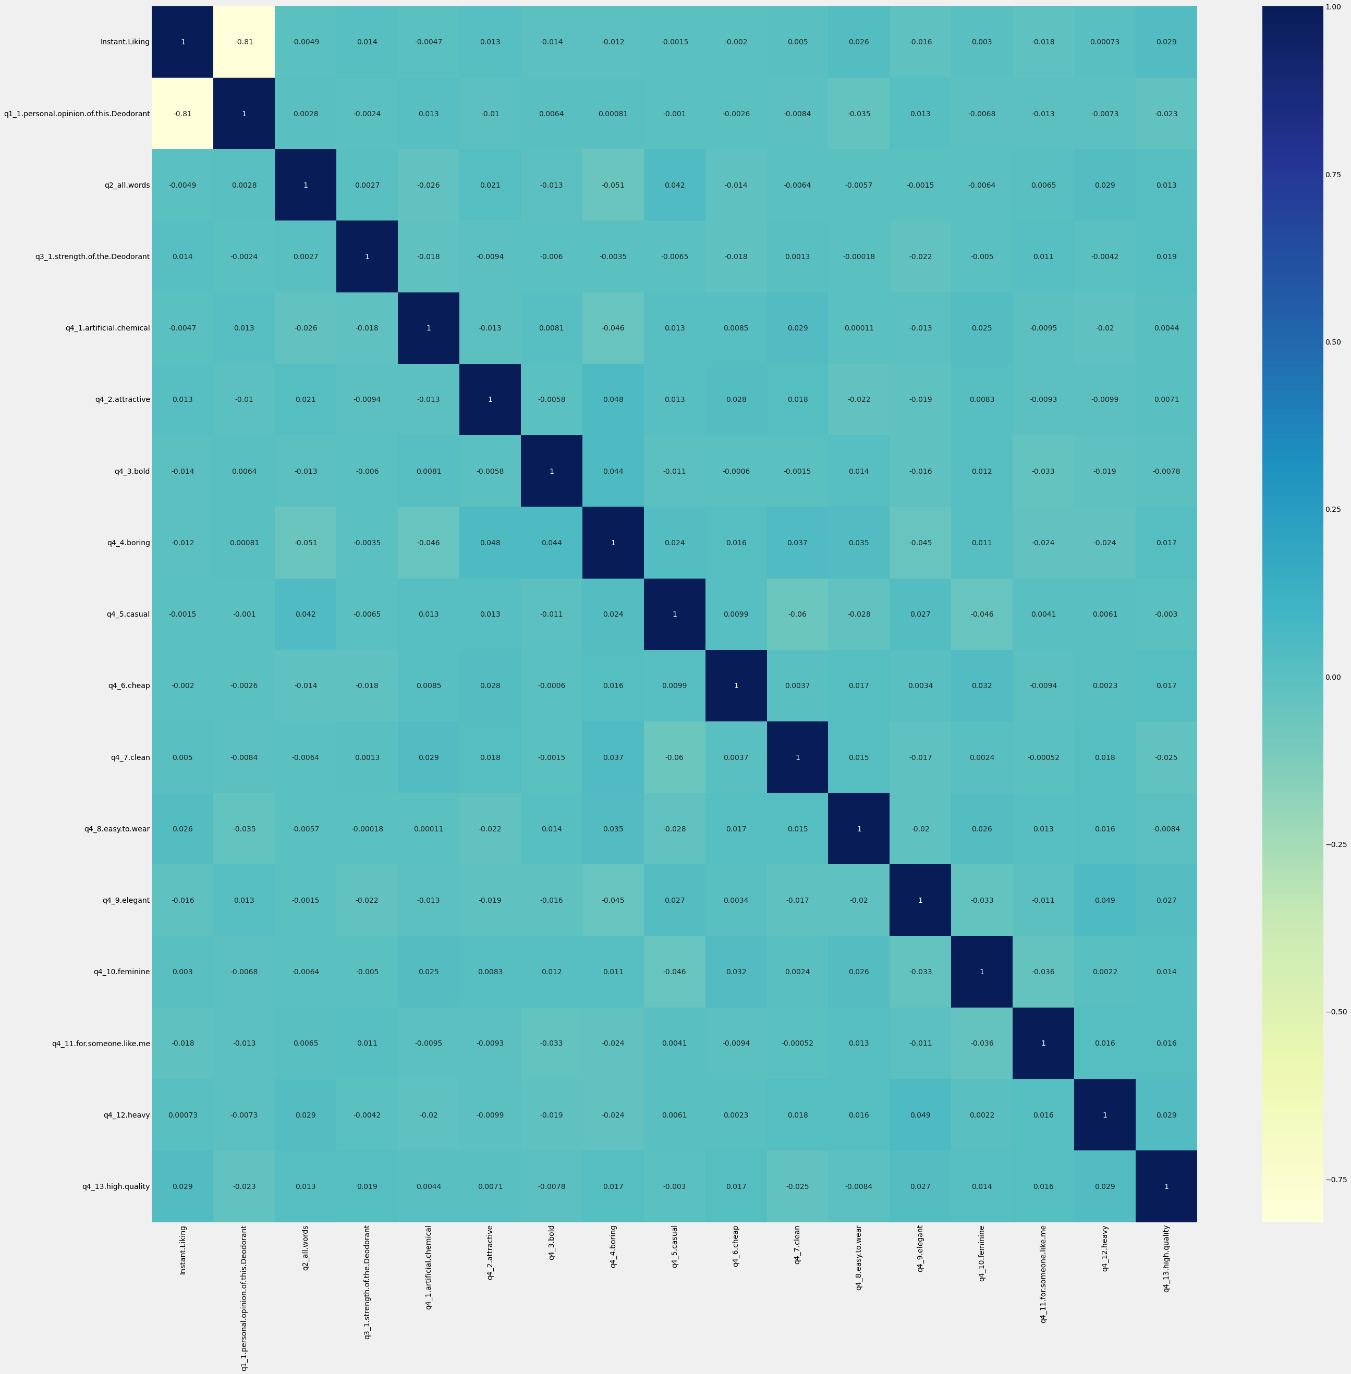 Instant.Liking 1 -0.81 -0.0049 0.014 -0.0047 0.013 -0.014 -0.012 -0.0015 -0.002 0.005 0.026 -0.016 0.003 -0.018 0.00073 0.029
q1_1.personal.opinion.of.this.Deodorant -0.81 1 0.0028 -0.0024 0.013 -0.01 0.0064 0.00081 -0.001 -0.0026 -0.0084 -0.035 0.013 -0.0068 -0.013 -0.0073 -0.023
q2_all.words -0.0049 0.0028 1 0.0027 -0.026 0.021 -0.013 -0.051 0.042 -0.014 -0.0064 -0.0057 -0.0015 -0.0064 0.0065 0.029 0.013
q3_1.strength.of.the.Deodorant 0.014 -0.0024 0.0027 1 -0.018 -0.0094 -0.006 -0.0035 -0.0065 -0.018 0.0013 -0.00018 -0.022 -0.005 0.011 -0.0042 0.019
q4_1.artificial.chemical -0.0047 0.013 -0.026 -0.018 1 -0.013 0.0081 -0.046 0.013 0.0085 0.029 0.00011 -0.013 0.025 -0.0095 -0.02 0.0044
q4_2.attractive 0.013 -0.01 0.021 -0.0094 -0.013 1 -0.0058 0.048 0.013 0.028 0.018 -0.022 -0.019 0.0083 -0.0093 -0.0099 0.0071
q4_3.bold -0.014 0.0064 -0.013 -0.006 0.0081 -0.0058 1 0.044 -0.011 -0.0006 -0.0015 0.014 -0.016 0.012 -0.033 -0.019 -0.0078
q4_4.boring -0.012 0.00081 -0.051 -0.0035 -0.046 0.048 0.044 1 0.024 0.016 0.037 0.035 -0.045 0.011 -0.024 -0.024 0.017
q4_5.casual -0.0015 -0.001 0.042 -0.0065 0.013 0.013 -0.011 0.024 1 0.0099 -0.06 -0.028 0.027 -0.046 0.0041 0.0061 -0.003
q4_6.cheap -0.002 -0.0026 -0.014 -0.018 0.0085 0.028 -0.0006 0.016 0.0099 1 0.0037 0.017 0.0034 0.032 -0.0094 0.0023 0.017
q4_7.clean 0.005 -0.0084 -0.0064 0.0013 0.029 0.018 -0.0015 0.037 -0.06 0.0037 1 0.015 -0.017 0.0024 -0.00052 0.018 -0.025
q4_8.easy.to.wear 0.026 -0.035 -0.0057 -0.00018 0.00011 -0.022 0.014 0.035 -0.028 0.017 0.015 1 -0.02 0.026 0.013 0.016 -0.0084
q4_9.elegant -0.016 0.013 -0.0015 -0.022 -0.013 -0.019 -0.016 -0.045 0.027 0.0034 -0.017 -0.02 1 -0.033 -0.011 0.049 0.027
q4_10.feminine 0.003 -0.0068 -0.0064 -0.005 0.025 0.0083 0.012 0.011 -0.046 0.032 0.0024 0.026 -0.033 1 -0.036 0.0022 0.014
q4_11.for.someone.like.me -0.018 -0.013 0.0065 0.011 -0.0095 -0.0093 -0.033 -0.024 0.0041 -0.0094 -0.00052 0.013 -0.011 -0.036 1 0.016 0.016
q4_12.heavy 0.00073 -0.0073 0.029 -0.0042 -0.02 -0.0099 -0.019 -0.024 0.0061 0.0023 0.018 0.016 0.049 0.0022 0.016 1 0.029
q4_13.high.quality 0.029 -0.023 0.013 0.019 0.0044 0.0071 -0.0078 0.017 -0.003 0.017 -0.025 -0.0084 0.027 0.014 0.016 0.029 1
Instant.Liking
q1_1.personal.opinion.of.this.Deodorant
q2_all.words
q3_1.strength.of.the.Deodorant
q4_1.artificial.chemical
q4_2.attractive
q4_3.bold
q4_4.boring
q4_5.casual
q4_6.cheap
q4_7.clean
q4_8.easy.to.wear
q4_9.elegant
q4_10.feminine
q4_11.for.someone.like.me
q4_12.heavy
q4_13.high.quality
1.00
0.75
0.50
0.25
0.00
−0.25
−0.50
−0.75